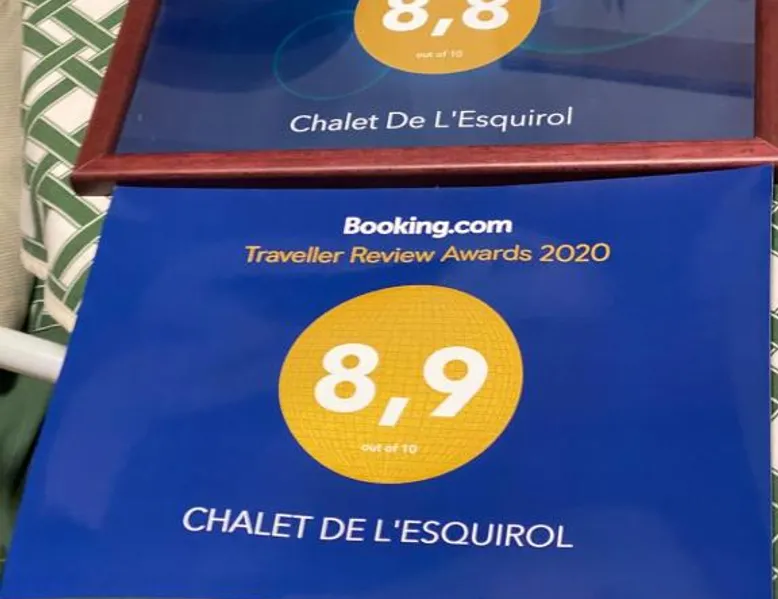 8,8
out of 10
Chalet De L'Esquirol
Booking.com
Traveller Review Awards 2020
8,9
out of 10
CHALET DE L'ESQUIROL